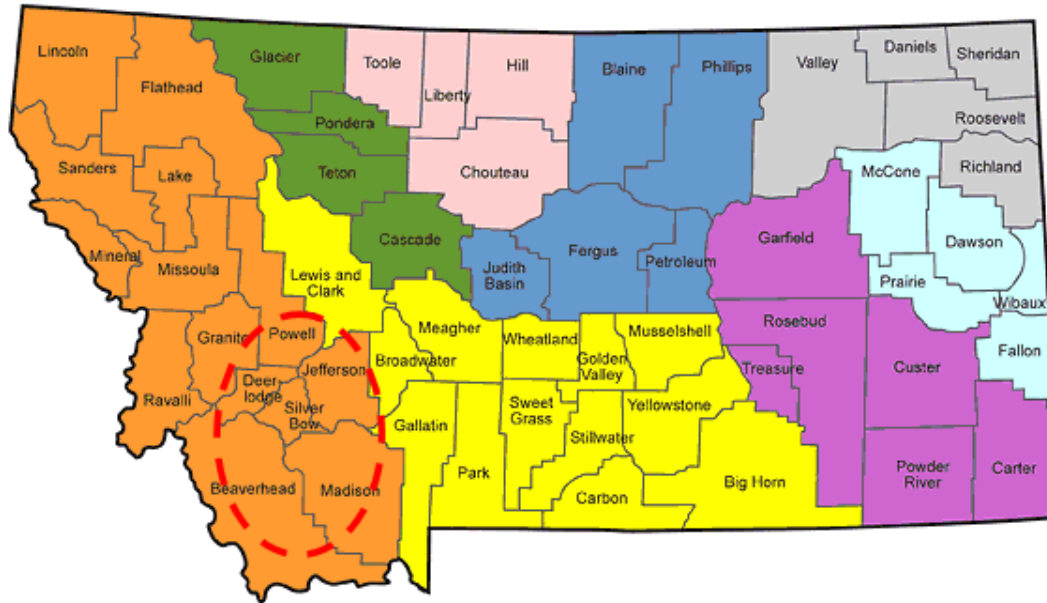 Lincoln
Flathead
Glacier
Toole
Liberty
Hill
Blaine
Phillips
Valley
Daniels
Sheridan
Roosevelt
Richland
Pondera
Teton
Chouteau
Sanders
Lake
McCone
Dawson
Cascade
Mineral
Missoula
Lewis and
Clark
Judith
Basin
Fergus
Petroleum
Garfield
Prairie
Wibaux
Granite
Powell
Meagher
Wheatland
Musselshell
Rosebud
Fallon
Jefferson
Broadwater
Golden
Valley
Treasure
Custer
Ravalli
Deer
lodge
Silver
Bow
Gallatin
Sweet
Grass
Yellowstone
Stillwater
Beaverhead
Madison
Park
Carbon
Big Horn
Powder
River
Carter